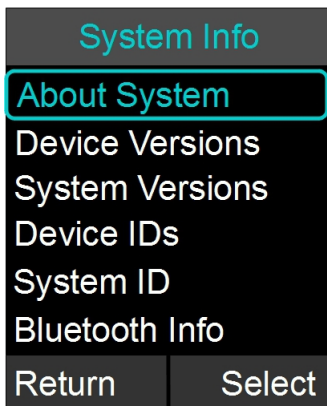 System Info
About System
Device Versions
System Versions
Device IDs
System ID
Bluetooth Info
Return Select